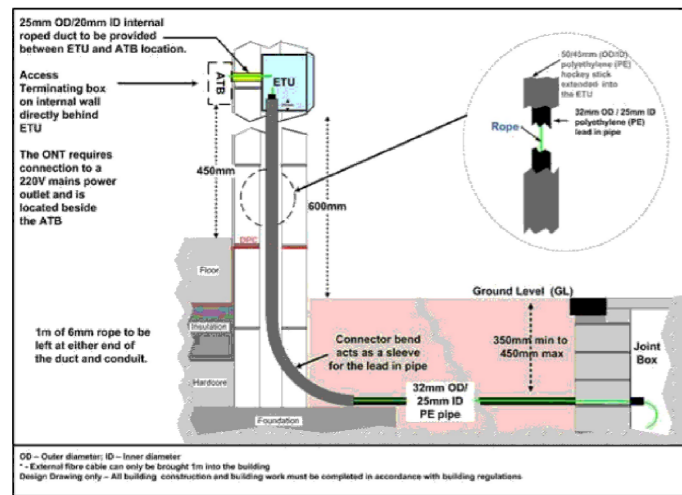 25mm OD/20mm ID internal
roped duct to be provided
between ETU and ATB location.
Access
Terminating box
on internal wall
directly behind
ETU
The ONT requires
connection to a
220V mains power
outlet and is
located beside
the ATB
1m of 6mm rope to be
left at either end
of the duct and conduit.
ATB
ETU
450mm
600mm
DPC
Floor
Insulation
Hardcore
Foundation
Connector bend
acts as a sleeve
for the lead in pipe
32mm OD/
25mm ID
PE pipe
Ground Level (GL)
350mm min to
450mm max
Joint
Box
50/45mm (OD/ID)
polyethylene (PE)
hockey stick
extended into
the ETU
32mm OD / 25mm ID
polyethylene (PE)
lead in pipe
Rope
OD – Outer diameter; ID – Inner diameter
* - External fibre cable can only be brought 1m into the building
Design Drawing only – All building construction and building work must be completed in accordance with building regulations